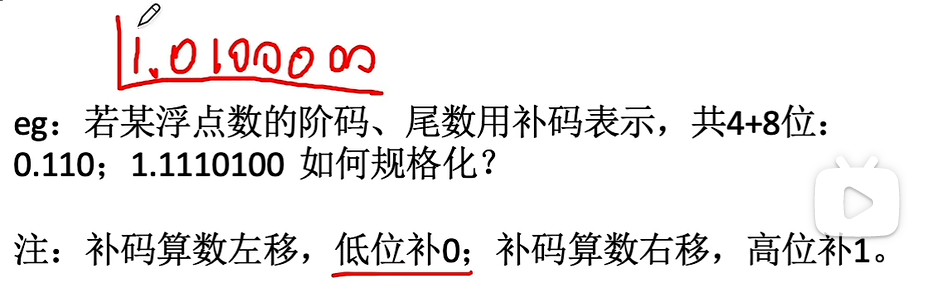 1.0100000
eg：若某浮点数的阶码、尾数用补码表示，共4+8位：
0.110；1.1110100 如何规格化？
注：补码算数左移，低位补0；补码算数右移，高位补1。